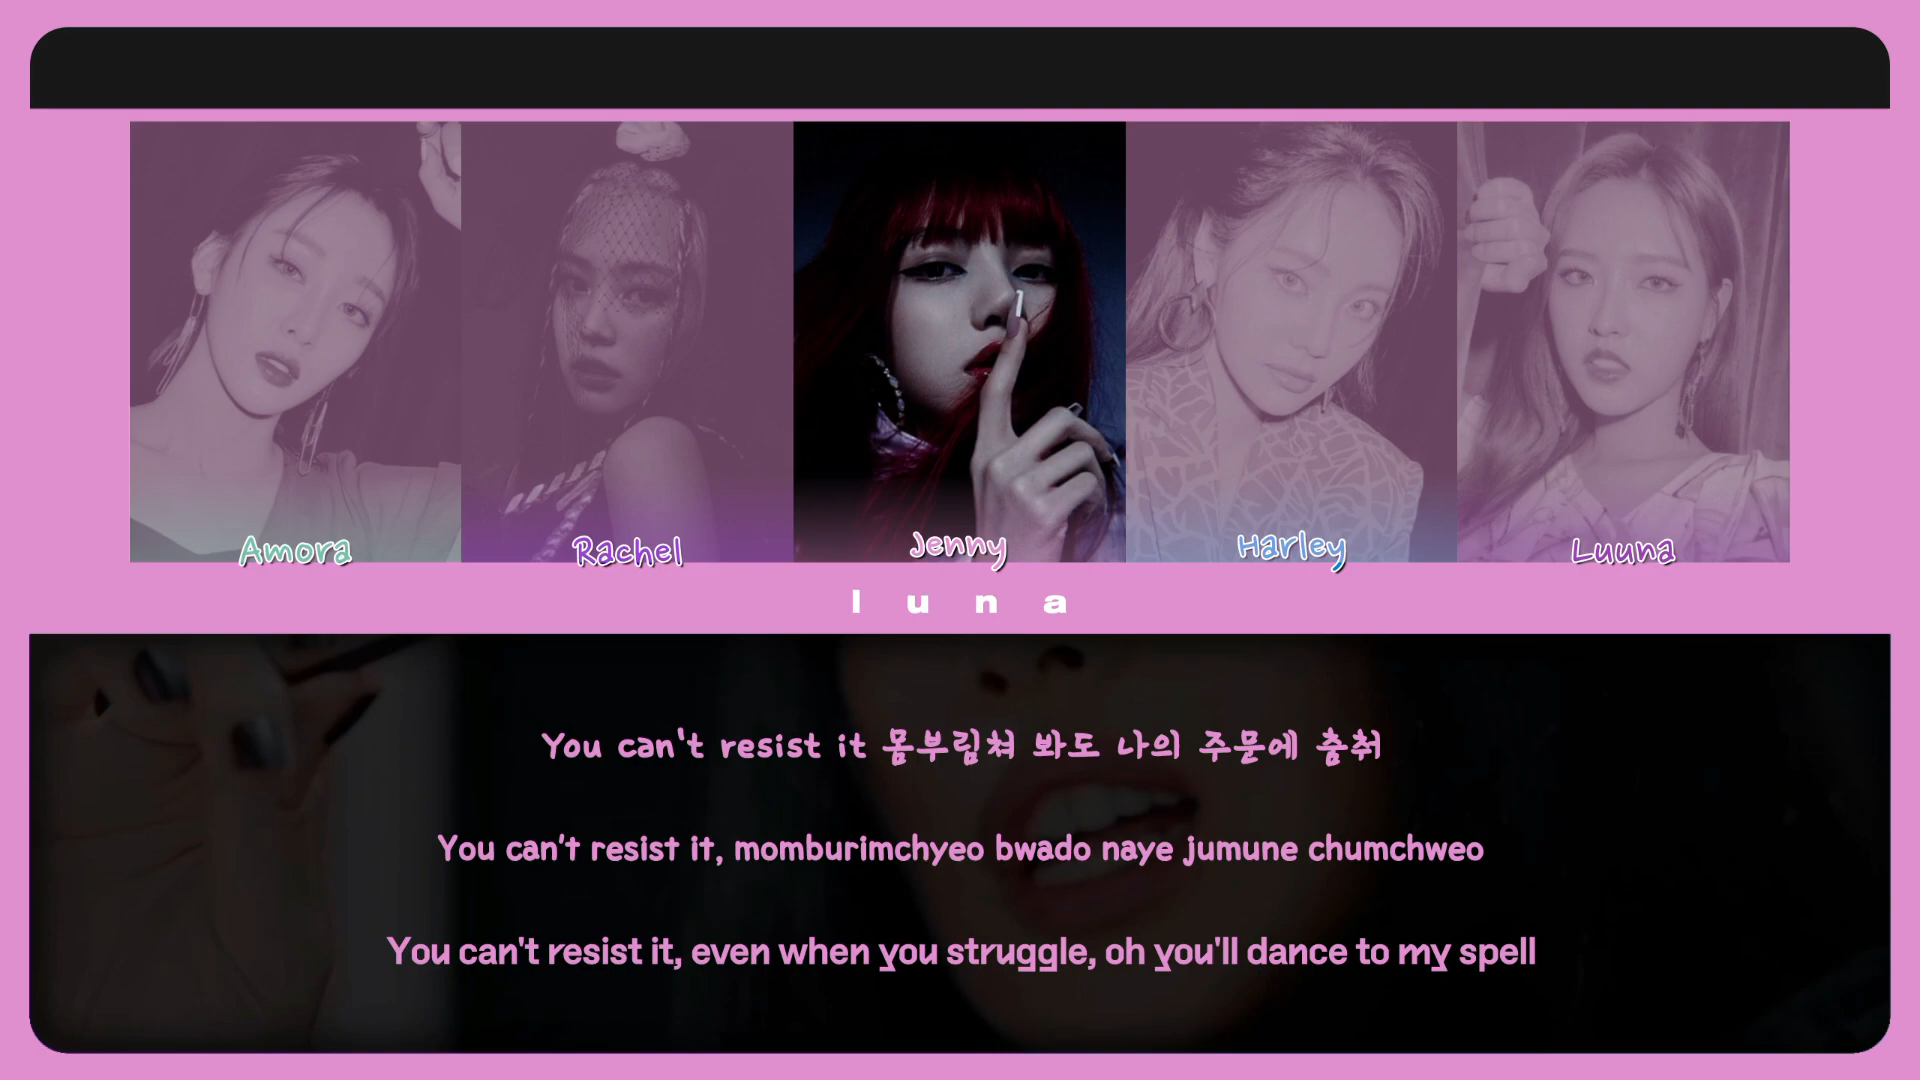 Amora
Rachel
Jenny
Harley
Luuna
luna
You can't resist it 몸부림쳐 봐도 나의 주문에 춤춰
You can't resist it, momburimchyeo bwado naye jumune chumchweo
You can't resist it, even when you struggle, oh you'll dance to my spell